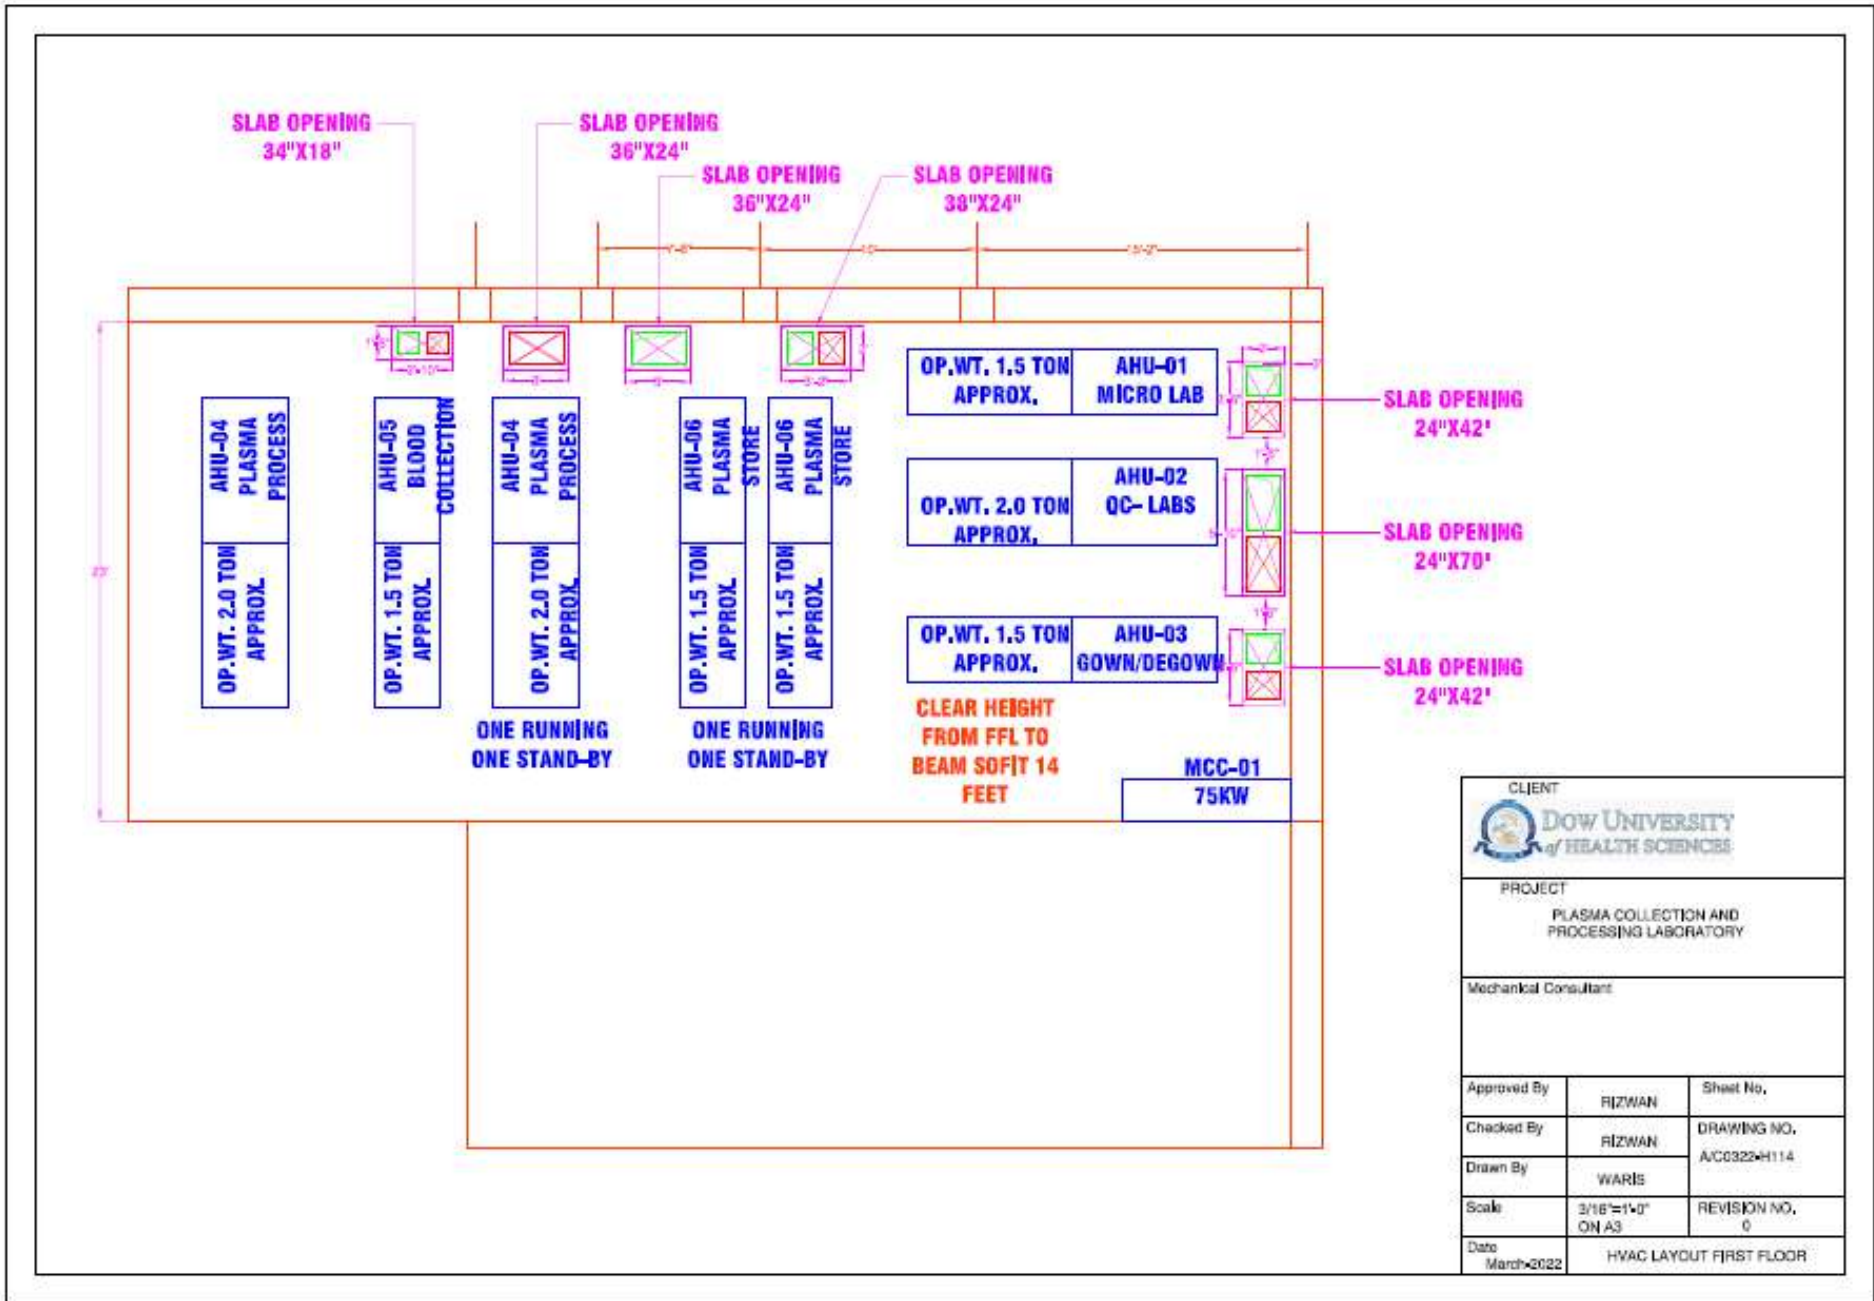 SLAB OPENING
34"X18"
SLAB OPENING
36"X24"
SLAB OPENING
36"X24"
SLAB OPENING
38"X24"
10'
23'
AHU-04
PLASMA
PROCESS
OP.WT. 2.0 TON
APPROX.
AHU-05
BLOOD
COLLECTION
OP.WT. 1.5 TON
APPROX.
AHU-04
PLASMA
PROCESS
OP.WT. 2.0 TON
APPROX.
ONE RUNNING
ONE STAND-BY
AHU-06
PLASMA
STORE
OP.WT. 1.5 TON
APPROX.
AHU-06
PLASMA
STORE
OP.WT. 1.5 TON
APPROX.
ONE RUNNING
ONE STAND-BY
OP.WT. 1.5 TON
APPROX.
AHU-01
MICRO LAB
OP.WT. 2.0 TON
APPROX.
AHU-02
QC- LABS
OP.WT. 1.5 TON
APPROX.
AHU-03
GOWN/DEGOWN
SLAB OPENING
24"X42'
SLAB OPENING
24"X70'
SLAB OPENING
24"X42'
CLEAR HEIGHT
FROM FFL TO
BEAM SOFIT 14
FEET
MCC-01
75KW
CLIENT
DOW UNIVERSITY
of HEALTH SCIENCES
PROJECT
PLASMA COLLECTION AND
PROCESSING LABORATORY
Mechanical Consultant
Approved By
RIZWAN
Sheet No.
Checked By
RIZWAN
DRAWING NO.
A/C0322-H114
Drawn By
WARIS
Scale
3/16"=1'-0"
ON A3
REVISION NO.
0
Date
March-2022
HVAC LAYOUT FIRST FLOOR